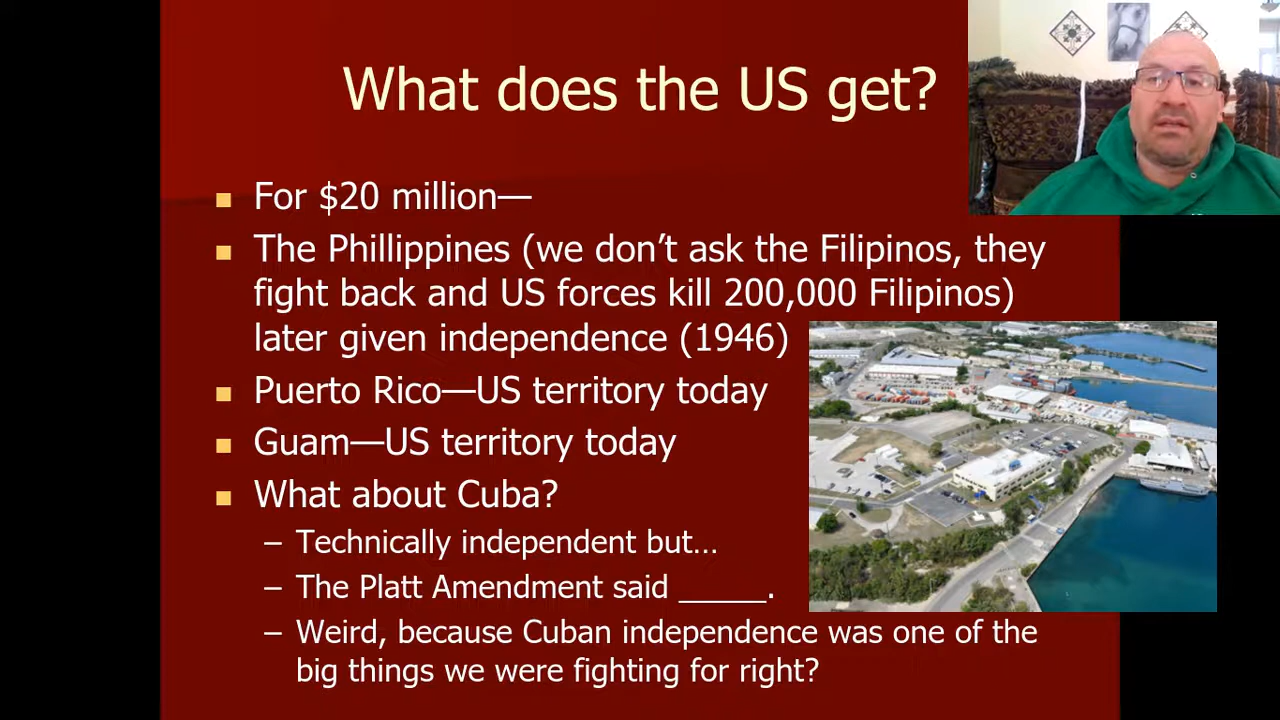 What does the US get?
For $20 million—
The Phillippines (we don’t ask the Filipinos, they
fight back and US forces kill 200,000 Filipinos)
later given independence (1946)
Puerto Rico—US territory today
Guam—US territory today
What about Cuba?
– Technically independent but…
– The Platt Amendment said _____.
– Weird, because Cuban independence was one of the
big things we were fighting for right?